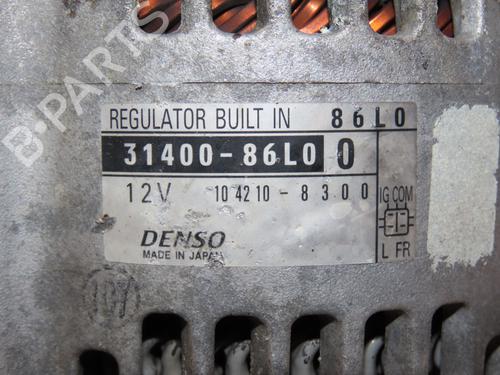 B-PARTS
REGULATOR BUILT IN 86L0
31400-86L0 0
12V 104210-8300
IG COM
L FR
DENSO
MADE IN JAPAN